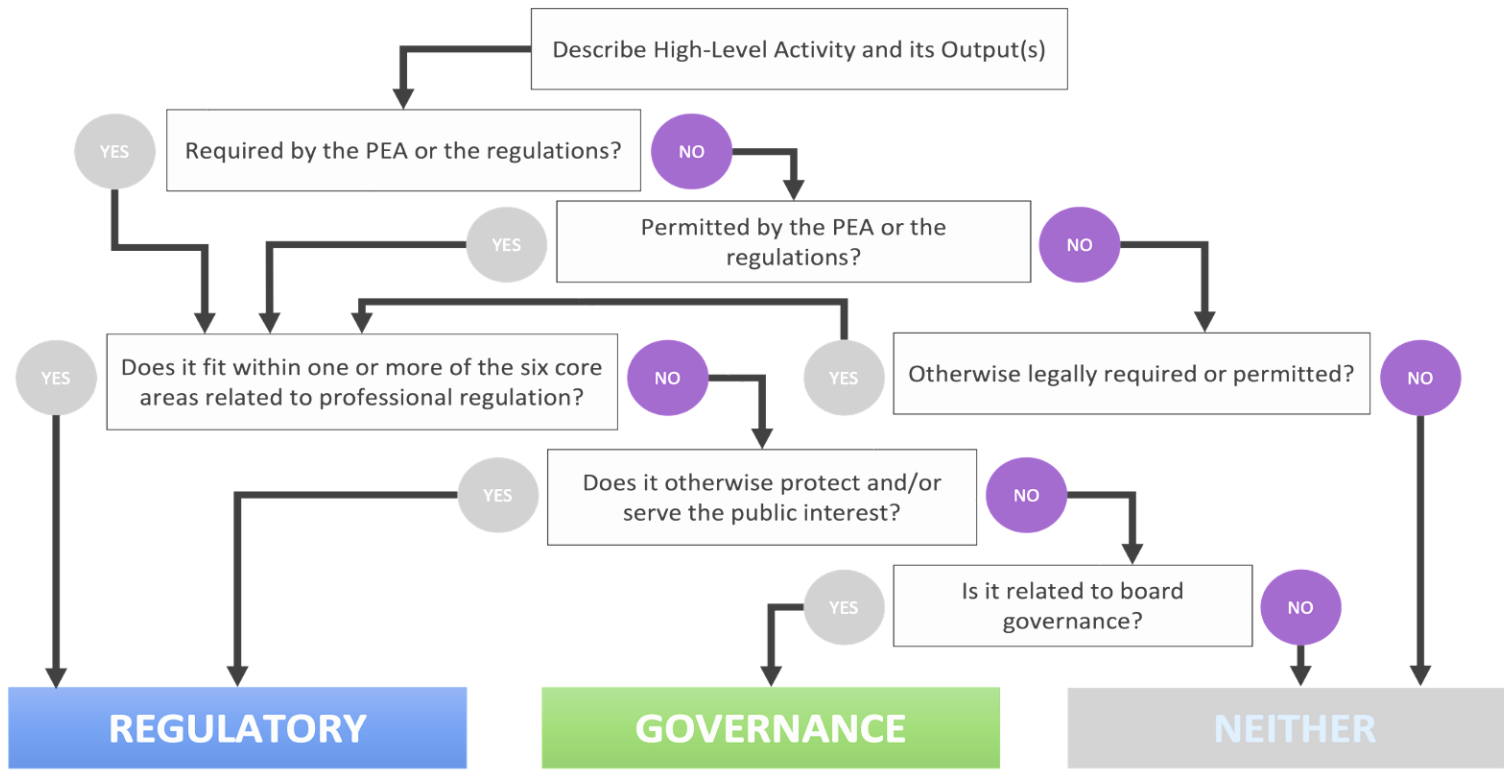 Describe High-Level Activity and its Output(s)
YES
Required by the PEA or the regulations?
NO
YES
Permitted by the PEA or the
regulations?
NO
YES
Does it fit within one or more of the six core
areas related to professional regulation?
NO
YES
Otherwise legally required or permitted?
NO
YES
Does it otherwise protect and/or
serve the public interest?
NO
YES
Is it related to board
governance?
NO
REGULATORY
GOVERNANCE
NEITHER